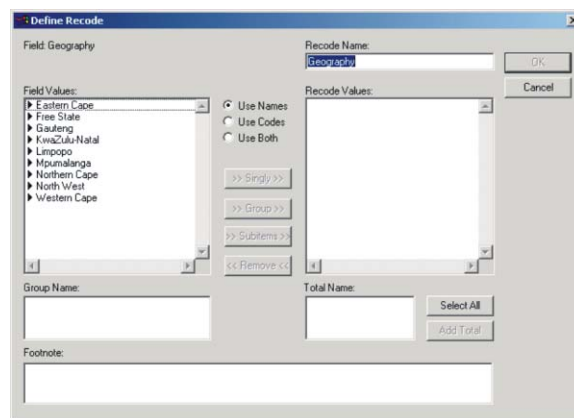 Define Recode
Field: Geography
Recode Name:
Geography
OK
Cancel
Field Values:
Eastern Cape
Free State
Gauteng
KwaZulu-Natal
Limpopo
Mpumalanga
Northern Cape
North West
Western Cape
Use Names
Use Codes
Use Both
>> Singly >>
>> Group >>
>> Subitems >>
<< Remove <<
Recode Values:
Group Name:
Total Name:
Select All
Add Total
Footnote: